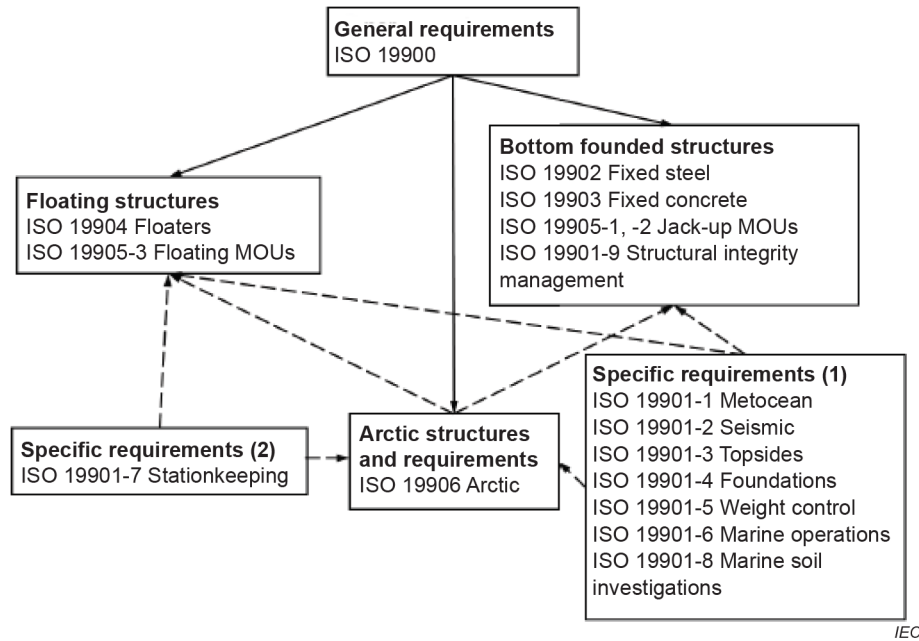 General requirements
ISO 19900
Bottom founded structures
ISO 19902 Fixed steel
ISO 19903 Fixed concrete
ISO 19905-1, -2 Jack-up MOUs
ISO 19901-9 Structural integrity
management
Floating structures
ISO 19904 Floaters
ISO 19905-3 Floating MOUs
Specific requirements (1)
ISO 19901-1 Metocean
ISO 19901-2 Seismic
ISO 19901-3 Topsides
ISO 19901-4 Foundations
ISO 19901-5 Weight control
ISO 19901-6 Marine operations
ISO 19901-8 Marine soil
investigations
Arctic structures
and requirements
ISO 19906 Arctic
Specific requirements (2)
ISO 19901-7 Stationkeeping
IEC